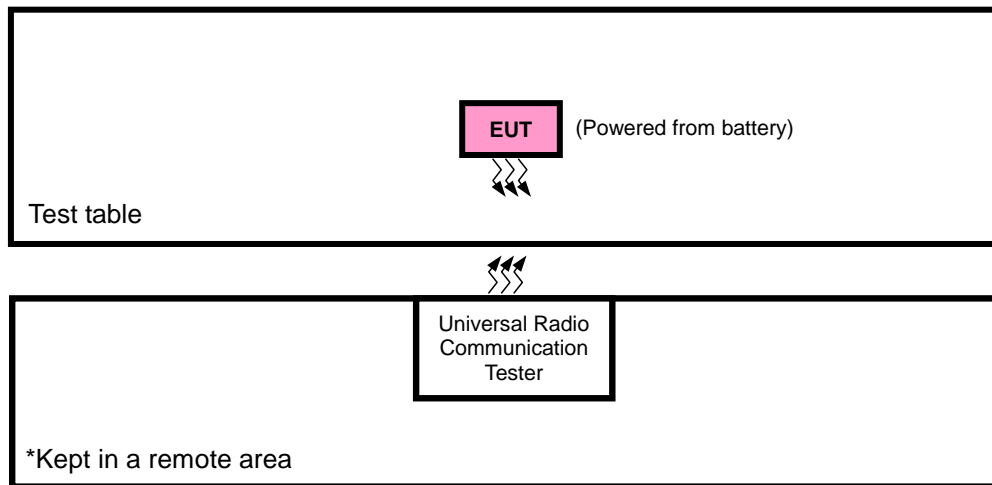 EUT
(Powered from battery)
Test table
Universal Radio
Communication
Tester
*Kept in a remote area